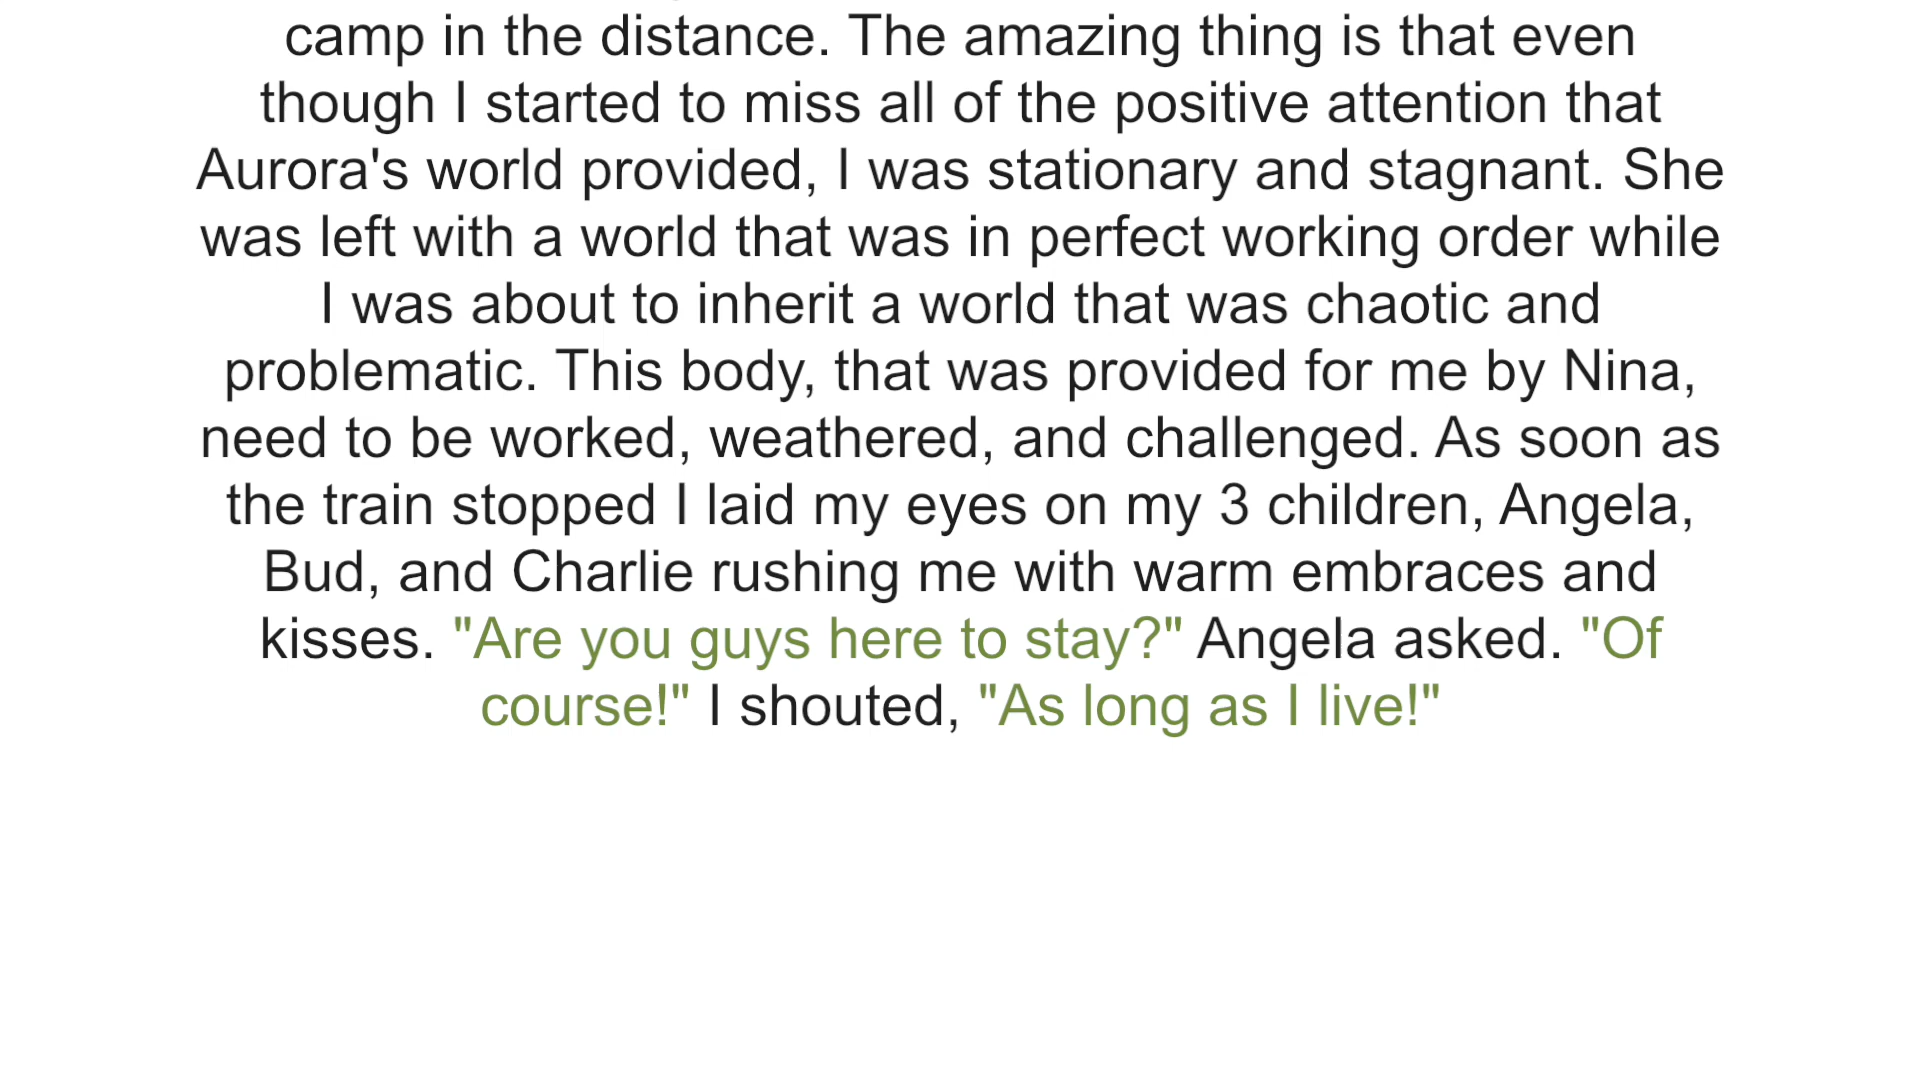 camp in the distance. The amazing thing is that even
though I started to miss all of the positive attention that
Aurora's world provided, I was stationary and stagnant. She
was left with a world that was in perfect working order while
I was about to inherit a world that was chaotic and
problematic. This body, that was provided for me by Nina,
need to be worked, weathered, and challenged. As soon as
the train stopped I laid my eyes on my 3 children, Angela,
Bud, and Charlie rushing me with warm embraces and
kisses. "Are you guys here to stay?" Angela asked. "Of
course!" I shouted, "As long as I live!"